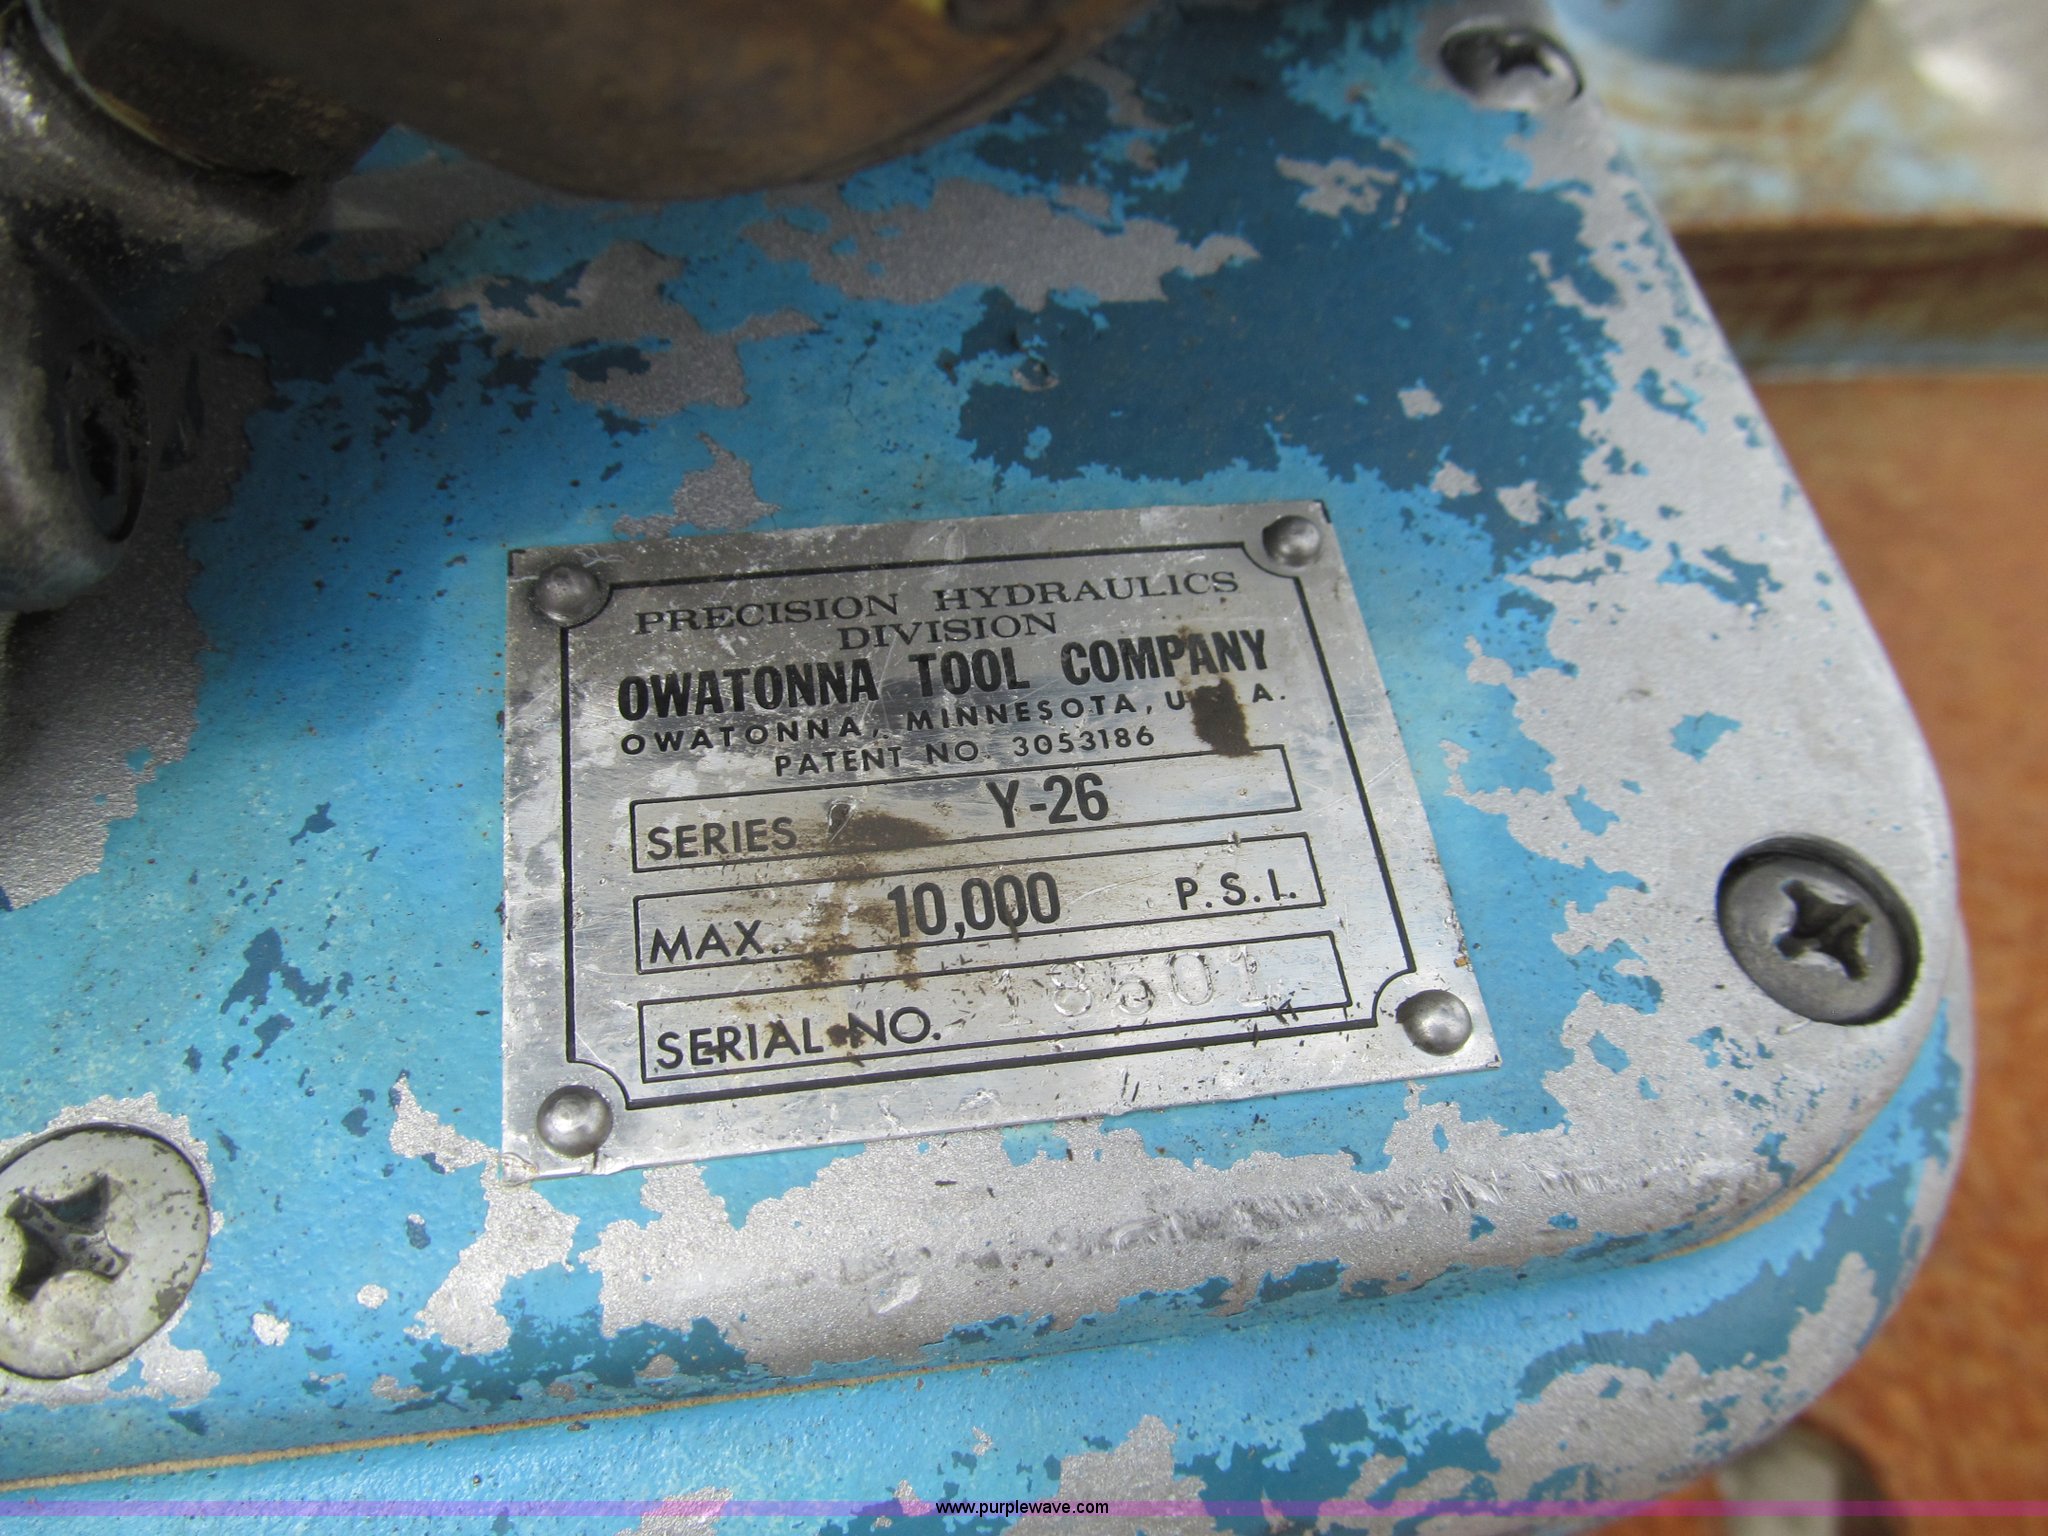 PRECISION HYDRAULICS
DIVISION
OWATONNA TOOL COMPANY
OWATONNA, MINNESOTA, U.S.A.
PATENT NO. 3053186
SERIES Y-26
MAX. 10,000 P.S.I.
SERIAL NO. 18501
www.purplewave.com